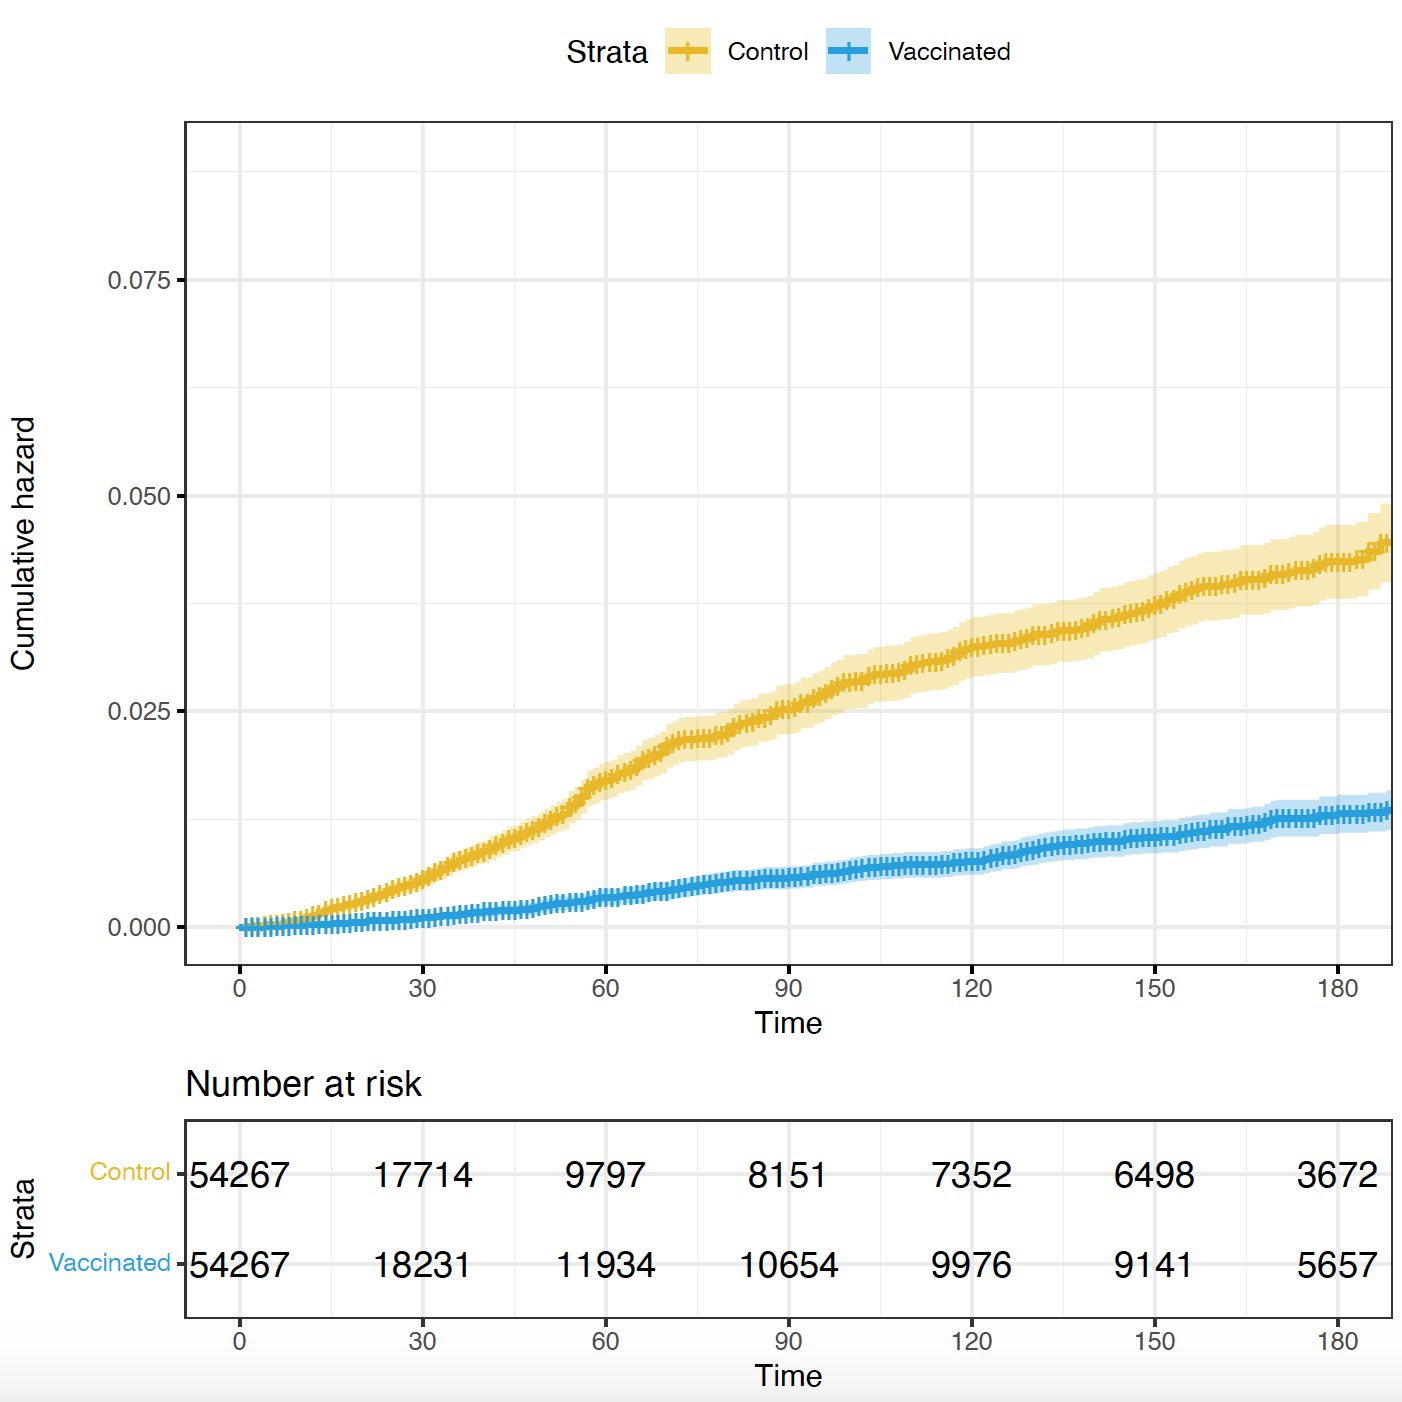 Strata Control Vaccinated
Cumulative hazard
0.075
0.050
0.025
0.000
0 30 60 90 120 150 180
Time
Number at risk
Strata
Control 54267 17714 9797 8151 7352 6498 3672
Vaccinated 54267 18231 11934 10654 9976 9141 5657
0 30 60 90 120 150 180
Time